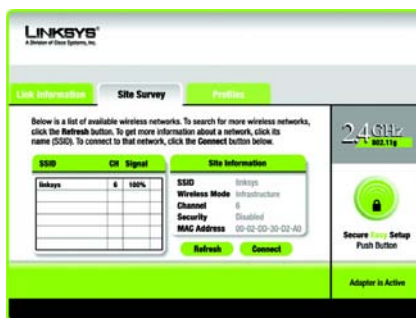 LINKSYS®
A Division of Cisco Systems, Inc.
Link Information
Site Survey
Profiles
Below is a list of available wireless networks. To search for more wireless networks,
click the Refresh button. To get more information about a network, click its
name (SSID). To connect to that network, click the Connect button below.
SSID CH Signal
linksys 6 100%
Site Information
SSID linksys
Wireless Mode Infrastructure
Channel 6
Security Disabled
MAC Address 00-02-DD-30-D2-A0
Refresh
Connect
2.4GHz
802.11g
Secure Easy Setup
Push Button
Adapter is Active